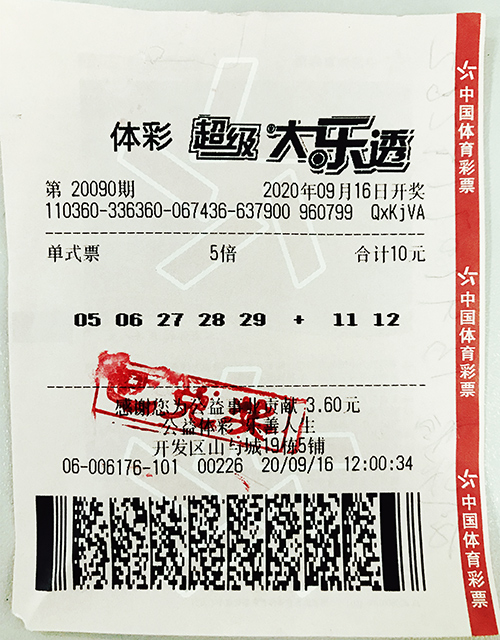 体彩 超级大乐透
第 20090期 2020年09月16日开奖
110360-336360-067436-637900 960799 QxKjVA
单式票 5倍 合计10元
05 06 27 28 29 + 11 12
感谢您为公益事业贡献 3.60元
公益体彩 乐善人生
开发区山与城19栋5铺
06-006176-101 00226 20/09/16 12:00:34
中国体育彩票
中国体育彩票
中国体育彩票